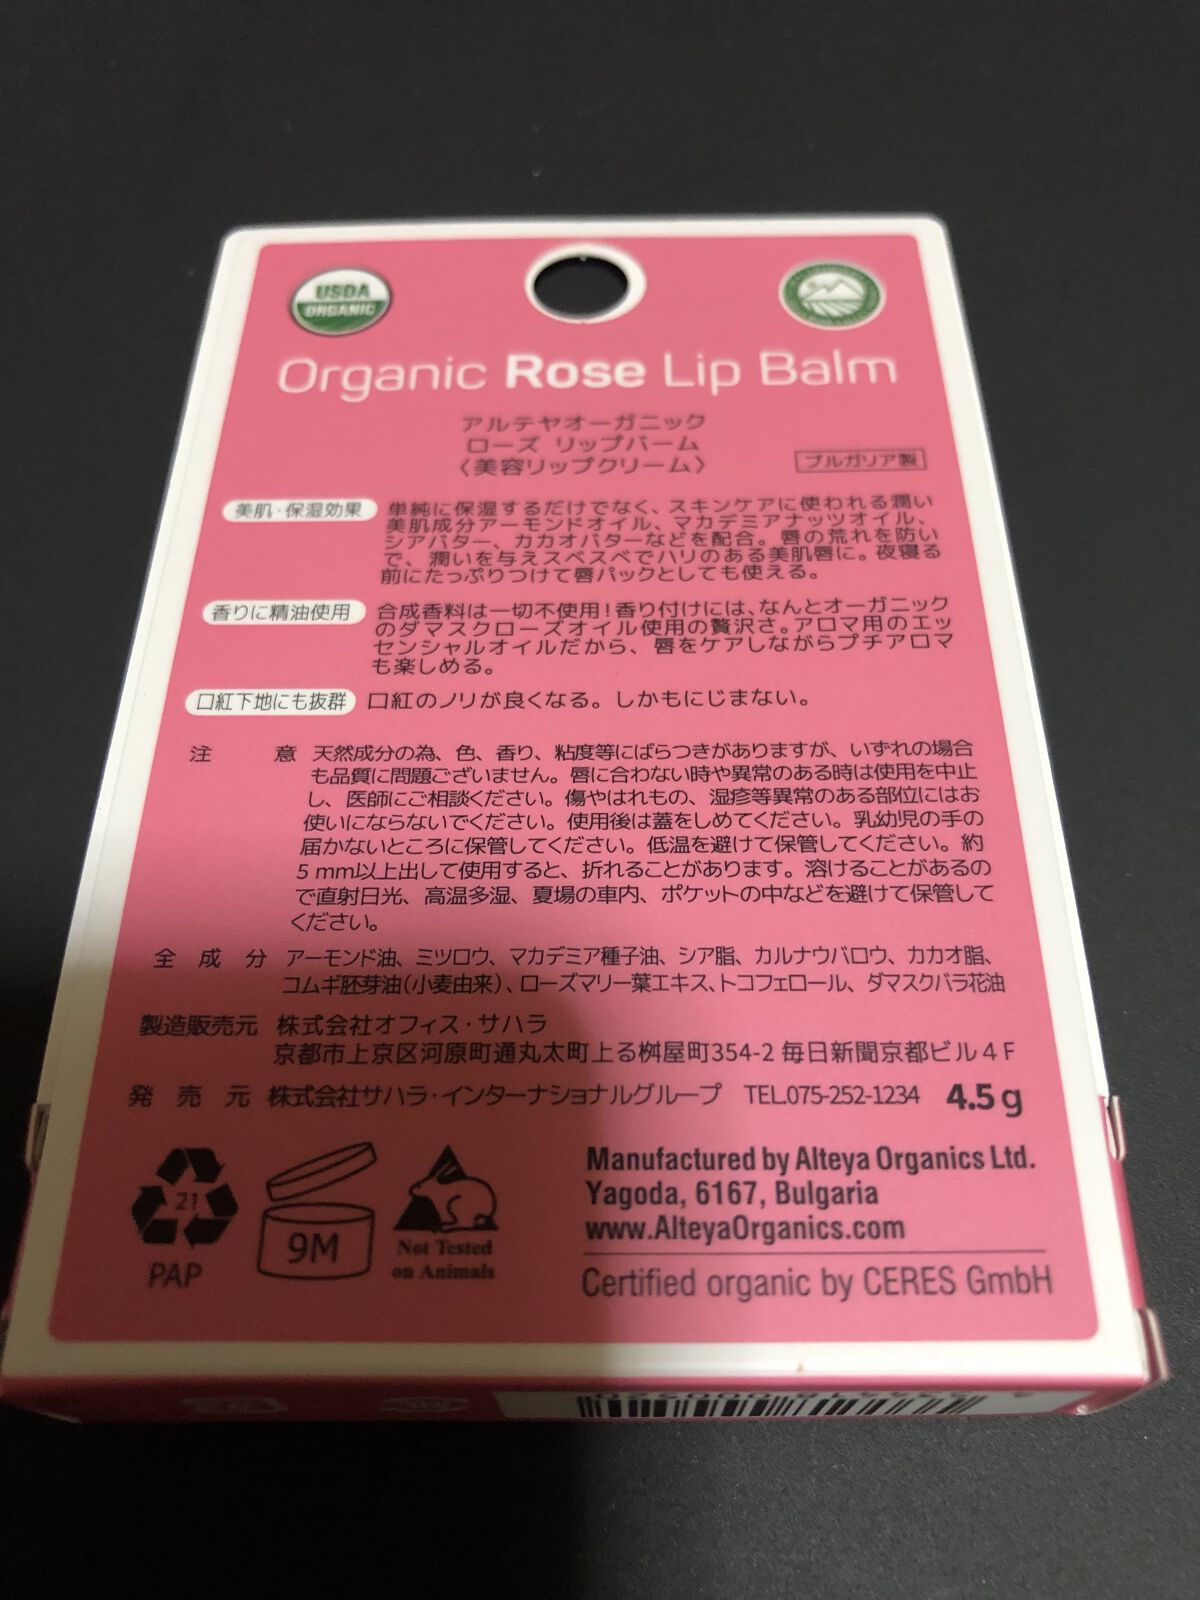 USDA
ORGANIC
Organic Rose Lip Balm
アルテヤオーガニック
ローズ リップバーム
〈美容リップクリーム〉
ブルガリア製
美肌・保湿効果 単純に保湿するだけでなく、スキンケアに使われる潤い
美肌成分アーモンドオイル、マカデミアナッツオイル、
シアバター、カカオバターなどを配合。唇の荒れを防い
で、潤いを与えスベスベでハリのある美肌唇に。夜寝る
前にたっぷりつけて唇パックとしても使える。
香りに精油使用 合成香料は一切不使用!香り付けには、なんとオーガニック
のダマスクローズオイル使用の贅沢さ。アロマ用のエッ
センシャルオイルだから、唇をケアしながらプチアロマ
も楽しめる。
口紅下地にも抜群 口紅のノリが良くなる。しかもにじまない。
注意 天然成分の為、色、香り、粘度等にばらつきがありますが、いずれの場合
も品質に問題ございません。唇に合わない時や異常のある時は使用を中止
し、医師にご相談ください。傷やはれもの、湿疹等異常のある部位にはお
使いにならないでください。使用後は蓋をしめてください。乳幼児の手の
届かないところに保管してください。低温を避けて保管してください。約
5mm以上出して使用すると、折れることがあります。溶けることがあるの
で直射日光、高温多湿、夏場の車内、ポケットの中などを避けて保管して
ください。
全成分 アーモンド油、ミツロウ、マカデミア種子油、シア脂、カルナウバロウ、カカオ脂、
コムギ胚芽油(小麦由来)、ローズマリー葉エキス、トコフェロール、ダマスクバラ花油
製造販売元 株式会社オフィス・サハラ
京都市上京区河原町通丸太町上る桝屋町354-2 毎日新聞京都ビル4F
発売元 株式会社サハラ・インターナショナルグループ TEL.075-252-1234 4.5g
21
PAP
9M
Not Tested
on Animals
Manufactured by Alteya Organics Ltd.
Yagoda, 6167, Bulgaria
www.AlteyaOrganics.com
Certified organic by CERES GmbH